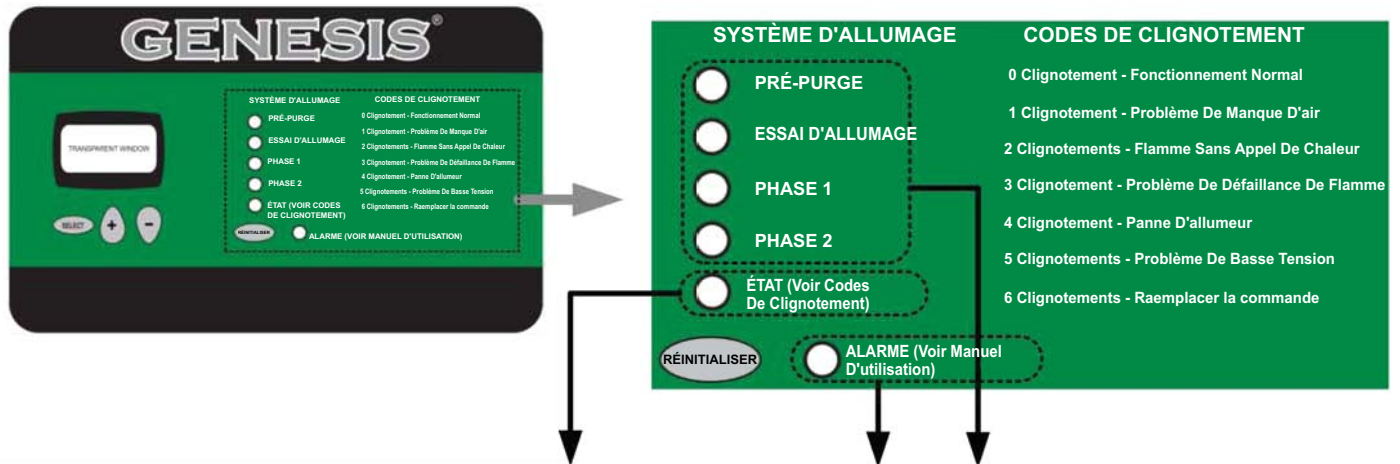 GENESIS®
SYSTÈME D'ALLUMAGE
PRÉ-PURGE
ESSAI D'ALLUMAGE
PHASE 1
PHASE 2
ÉTAT (VOIR CODES
DE CLIGNOTEMENT)
CODES DE CLIGNOTEMENT
0 Clignotement - Fonctionnement Normal
1 Clignotement - Problème De Manque D'air
2 Clignotements - Flamme Sans Appel De Chaleur
3 Clignotement - Problème De Défaillance De Flamme
4 Clignotement - Panne D'allumeur
5 Clignotements - Problème De Basse Tension
6 Clignotements - Raemplacer la commande
TRANSPARENT WINDOW
SELECT + -
RÉINITIALISER
ALARME (VOIR MANUEL D'UTILISATION)
SYSTÈME D'ALLUMAGE
PRÉ-PURGE
ESSAI D'ALLUMAGE
PHASE 1
PHASE 2
ÉTAT (Voir Codes
De Clignotement)
RÉINITIALISER
ALARME (Voir Manuel
D'utilisation)
CODES DE CLIGNOTEMENT
0 Clignotement - Fonctionnement Normal
1 Clignotement - Problème De Manque D'air
2 Clignotements - Flamme Sans Appel De Chaleur
3 Clignotement - Problème De Défaillance De Flamme
4 Clignotement - Panne D'allumeur
5 Clignotements - Problème De Basse Tension
6 Clignotements - Raemplacer la commande